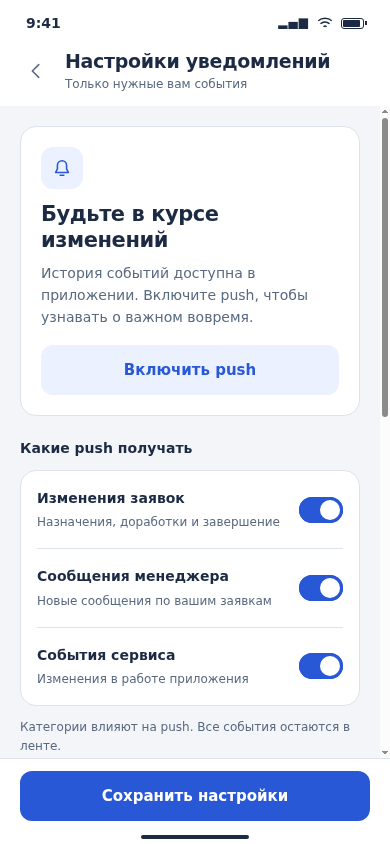 9:41
Настройки уведомлений
Только нужные вам события
Будьте в курсе
изменений
История событий доступна в
приложении. Включите push, чтобы
узнавать о важном вовремя.
Включить push
Какие push получать
Изменения заявок
Назначения, доработки и завершение
Сообщения менеджера
Новые сообщения по вашим заявкам
События сервиса
Изменения в работе приложения
Категории влияют на push. Все события остаются в
ленте.
Сохранить настройки